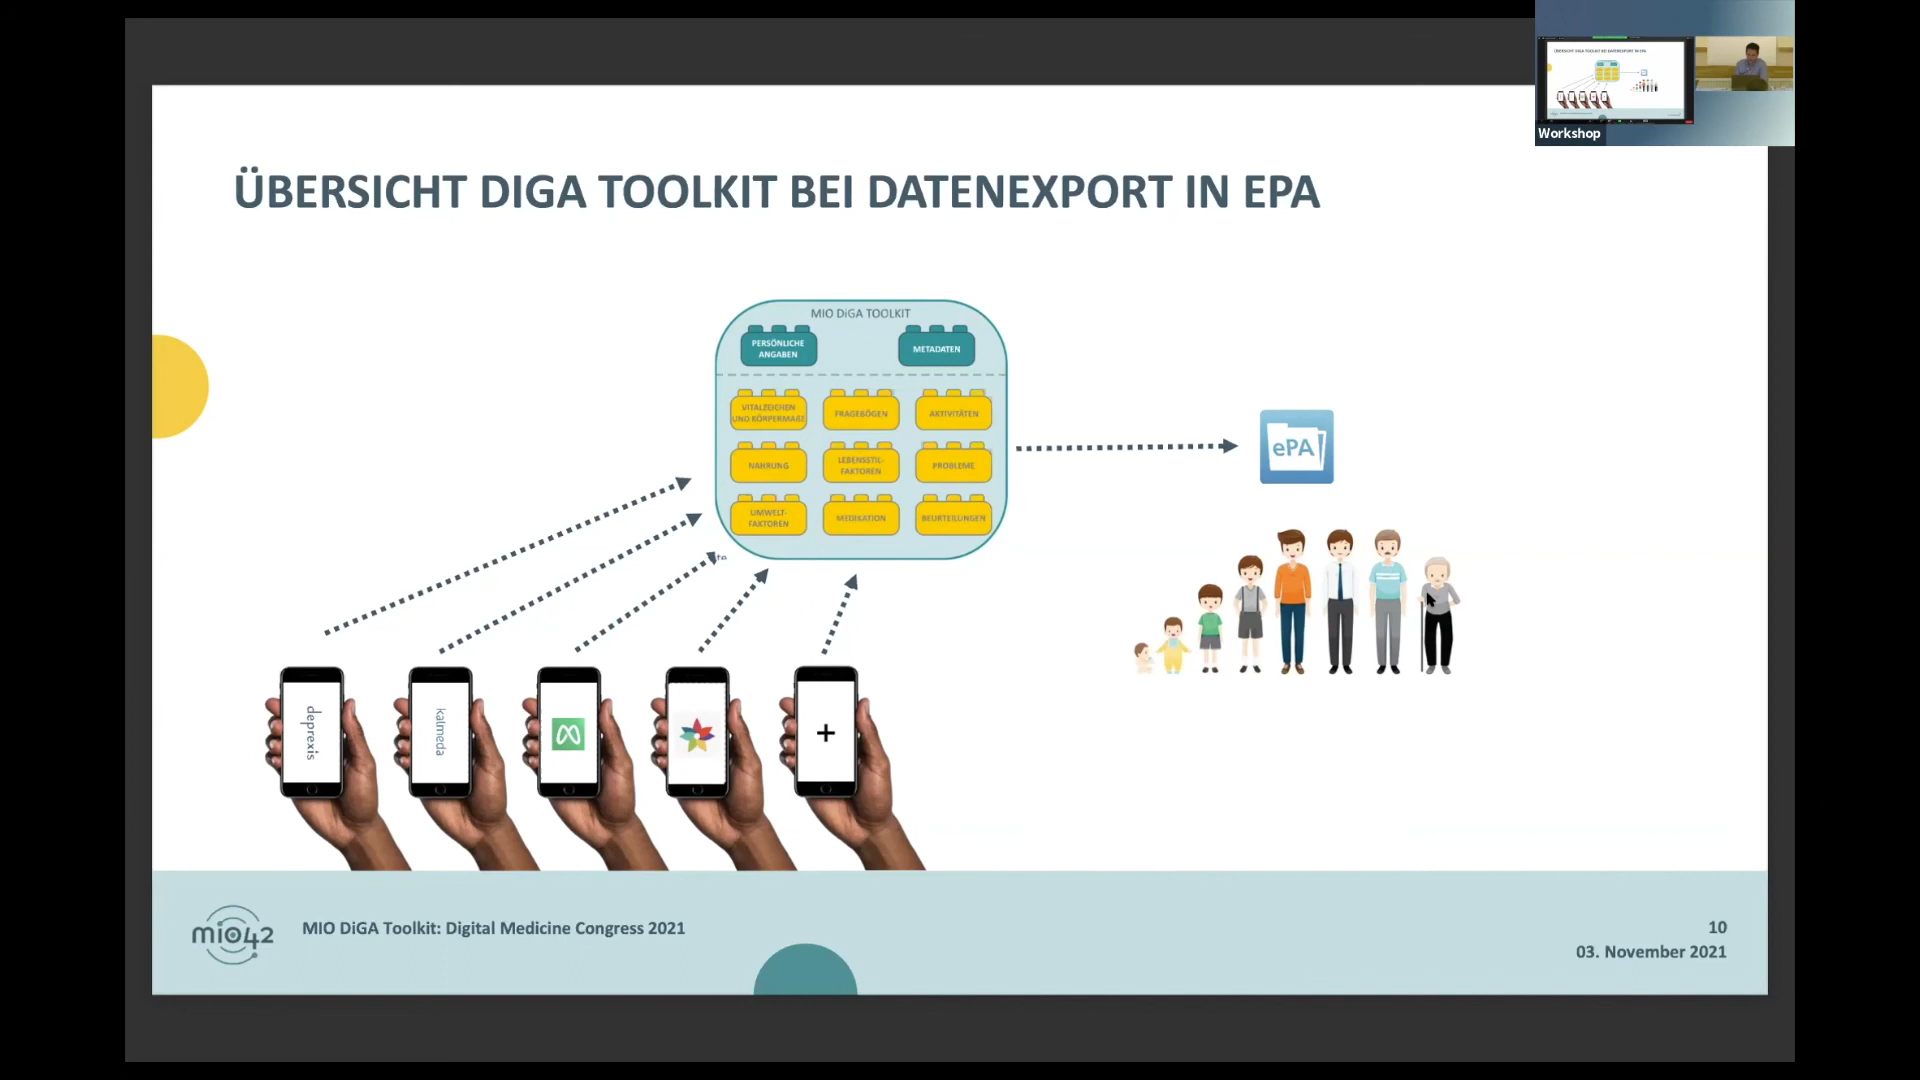 Workshop
ÜBERSICHT DIGA TOOLKIT BEI DATENEXPORT IN EPA
MIO DiGA TOOLKIT
PERSÖNLICHE
ANGABEN
METADATEN
VITALZEICHEN
UND KÖRPERMAßE
FRAGEBÖGEN
AKTIVITÄTEN
NAHRUNG
LEBENSSTIL-
FAKTOREN
PROBLEME
UMWELT-
FAKTOREN
MEDIKATION
BEURTEILUNGEN
ePA
deprexis
kalmeda
+
mio42
MIO DiGA Toolkit: Digital Medicine Congress 2021
10
03. November 2021